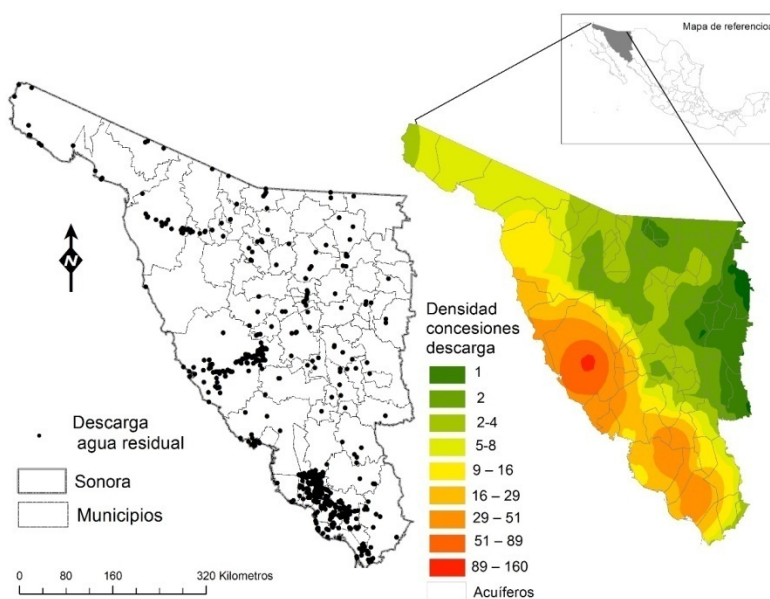 Mapa de referencia
N
Densidad
concesiones
descarga
1
2
2-4
5-8
9 – 16
16 – 29
29 – 51
51 – 89
89 – 160
Acuíferos
Descarga
agua residual
Sonora
Municipios
0 80 160 320 Kilometros